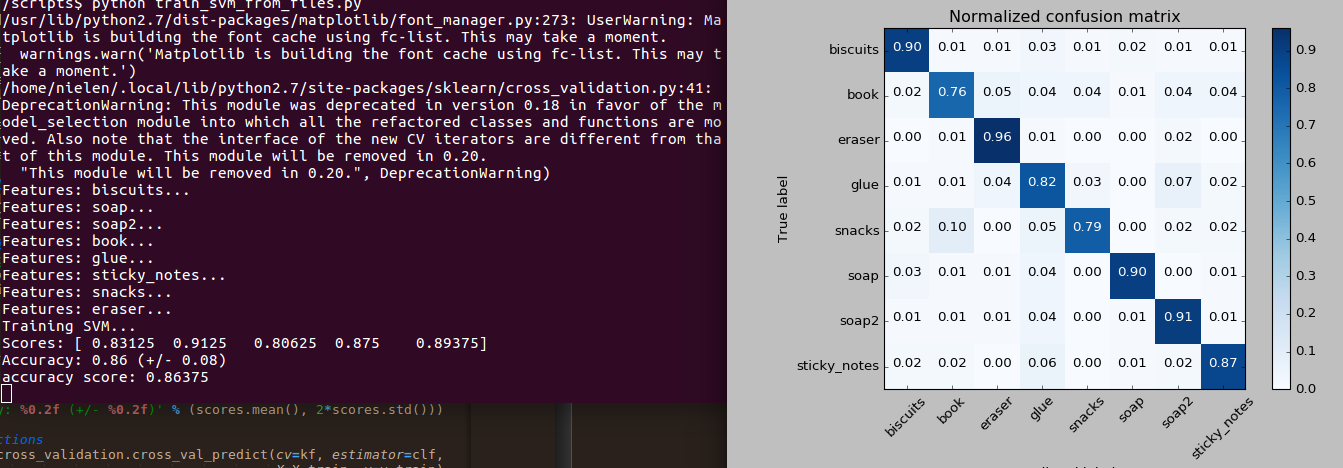 /scripts$ python train_svm_from_files.py
/usr/lib/python2.7/dist-packages/matplotlib/font_manager.py:273: UserWarning: Ma
tplotlib is building the font cache using fc-list. This may take a moment.
warnings.warn('Matplotlib is building the font cache using fc-list. This may t
ake a moment.')
/home/nielen/.local/lib/python2.7/site-packages/sklearn/cross_validation.py:41:
DeprecationWarning: This module was deprecated in version 0.18 in favor of the m
odel_selection module into which all the refactored classes and functions are mo
ved. Also note that the interface of the new CV iterators are different from tha
t of this module. This module will be removed in 0.20.
"This module will be removed in 0.20.", DeprecationWarning)
Features: biscuits...
Features: soap...
Features: soap2...
Features: book...
Features: glue...
Features: sticky_notes...
Features: snacks...
Features: eraser...
Training SVM...
Scores: [ 0.83125 0.9125 0.80625 0.875 0.89375]
Accuracy: 0.86 (+/- 0.08)
accuracy score: 0.86375
y: %0.2f (+/- %0.2f)' % (scores.mean(), 2*scores.std()))
ctions
cross_validation.cross_val_predict(cv=kf, estimator=clf,
Normalized confusion matrix
True label
biscuits 0.90 0.01 0.01 0.03 0.01 0.02 0.01 0.01
book 0.02 0.76 0.05 0.04 0.04 0.01 0.04 0.04
eraser 0.00 0.01 0.96 0.01 0.00 0.00 0.02 0.00
glue 0.01 0.01 0.04 0.82 0.03 0.00 0.07 0.02
snacks 0.02 0.10 0.00 0.05 0.79 0.00 0.02 0.02
soap 0.03 0.01 0.01 0.04 0.00 0.90 0.00 0.01
soap2 0.01 0.01 0.01 0.04 0.00 0.01 0.91 0.01
sticky_notes 0.02 0.02 0.00 0.06 0.00 0.01 0.02 0.87
biscuits book eraser glue snacks soap soap2 sticky_notes
0.9
0.8
0.7
0.6
0.5
0.4
0.3
0.2
0.1
0.0